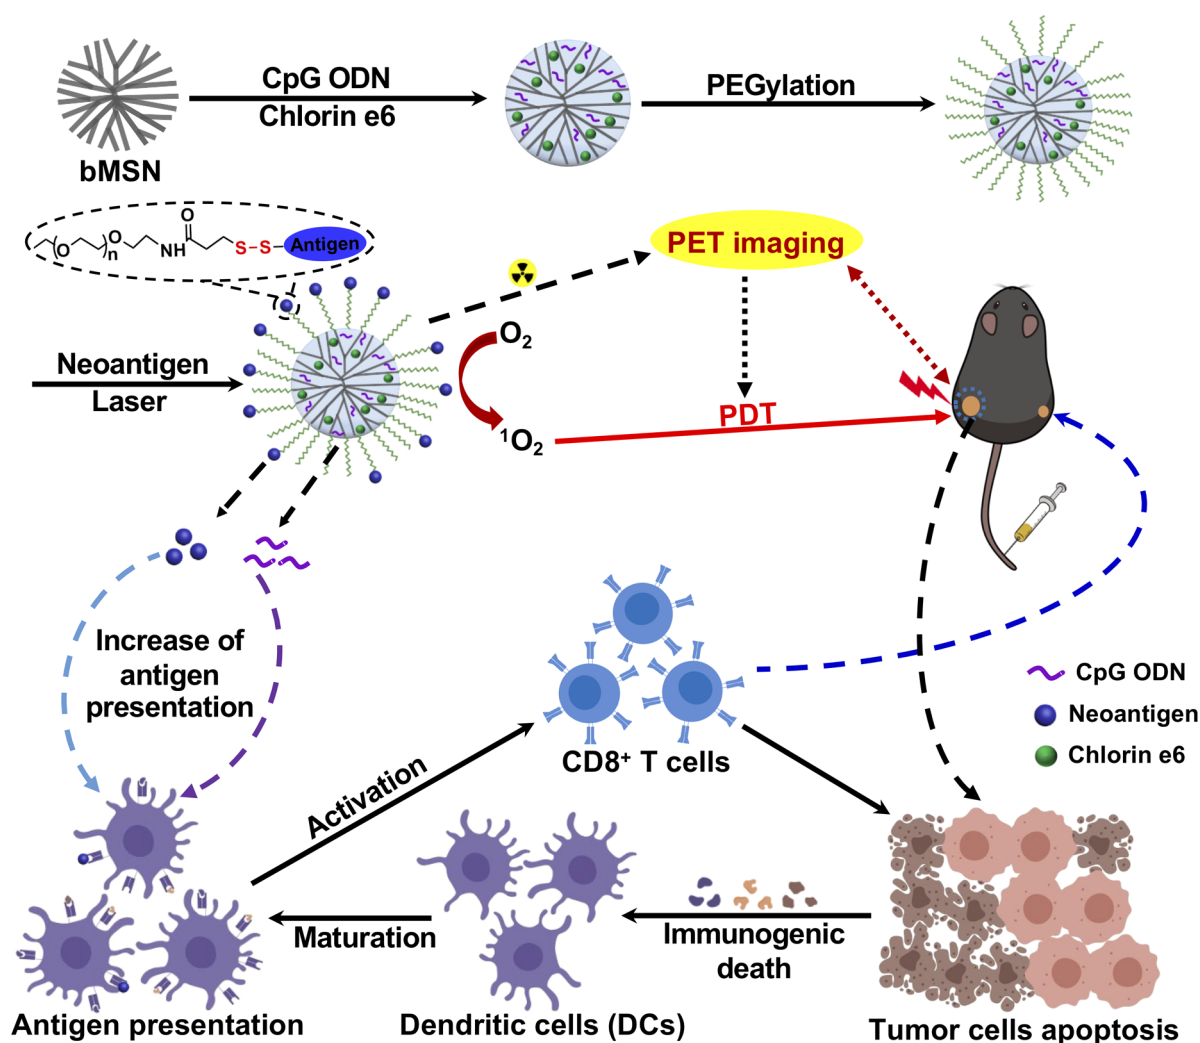 CpG ODN
Chlorin e6
PEGylation
bMSN
O
O
O
n
NH
S-S
Antigen
PET imaging
Neoantigen
Laser
O₂
¹O₂
PDT
Increase of
antigen
presentation
CpG ODN
Neoantigen
Chlorin e6
CD8⁺ T cells
Activation
Maturation
Immunogenic
death
Antigen presentation
Dendritic cells (DCs)
Tumor cells apoptosis